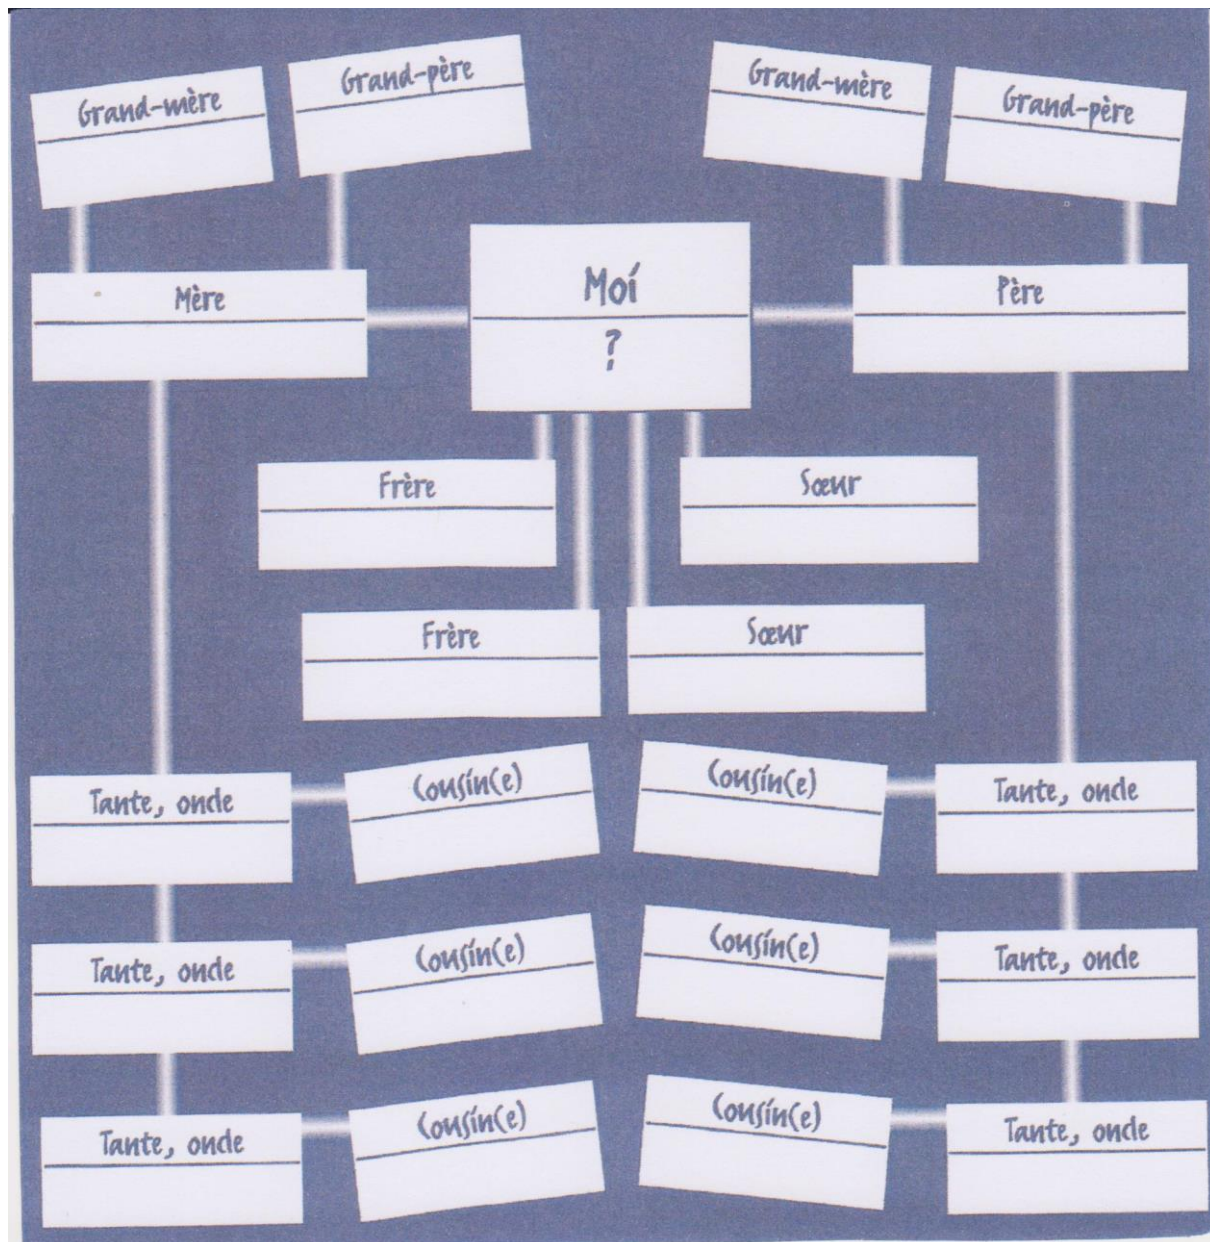 Grand-mère
Grand-père
Grand-mère
Grand-père
Mère
Moi
?
Père
Frère
Sœur
Frère
Sœur
Tante, oncle
Cousin(e)
Cousin(e)
Tante, oncle
Tante, oncle
Cousin(e)
Cousin(e)
Tante, oncle
Tante, oncle
Cousin(e)
Cousin(e)
Tante, oncle